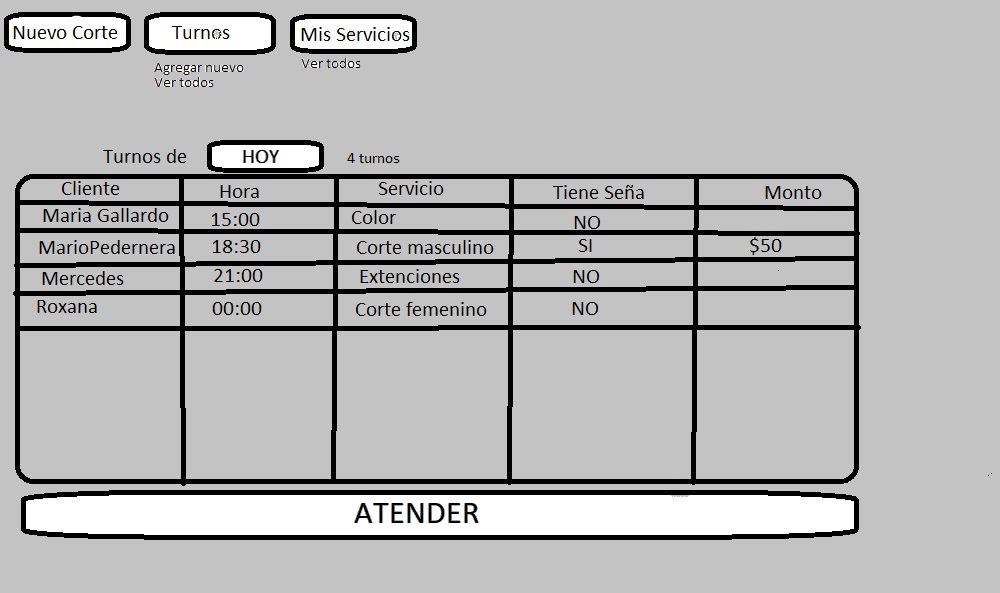 Nuevo Corte Turnos Mis Servicios
Agregar nuevo Ver todos
Ver todos
Turnos de HOY 4 turnos
Cliente Hora Servicio Tiene Seña Monto
Maria Gallardo 15:00 Color NO
MarioPedernera 18:30 Corte masculino SI $50
Mercedes 21:00 Extenciones NO
Roxana 00:00 Corte femenino NO
ATENDER